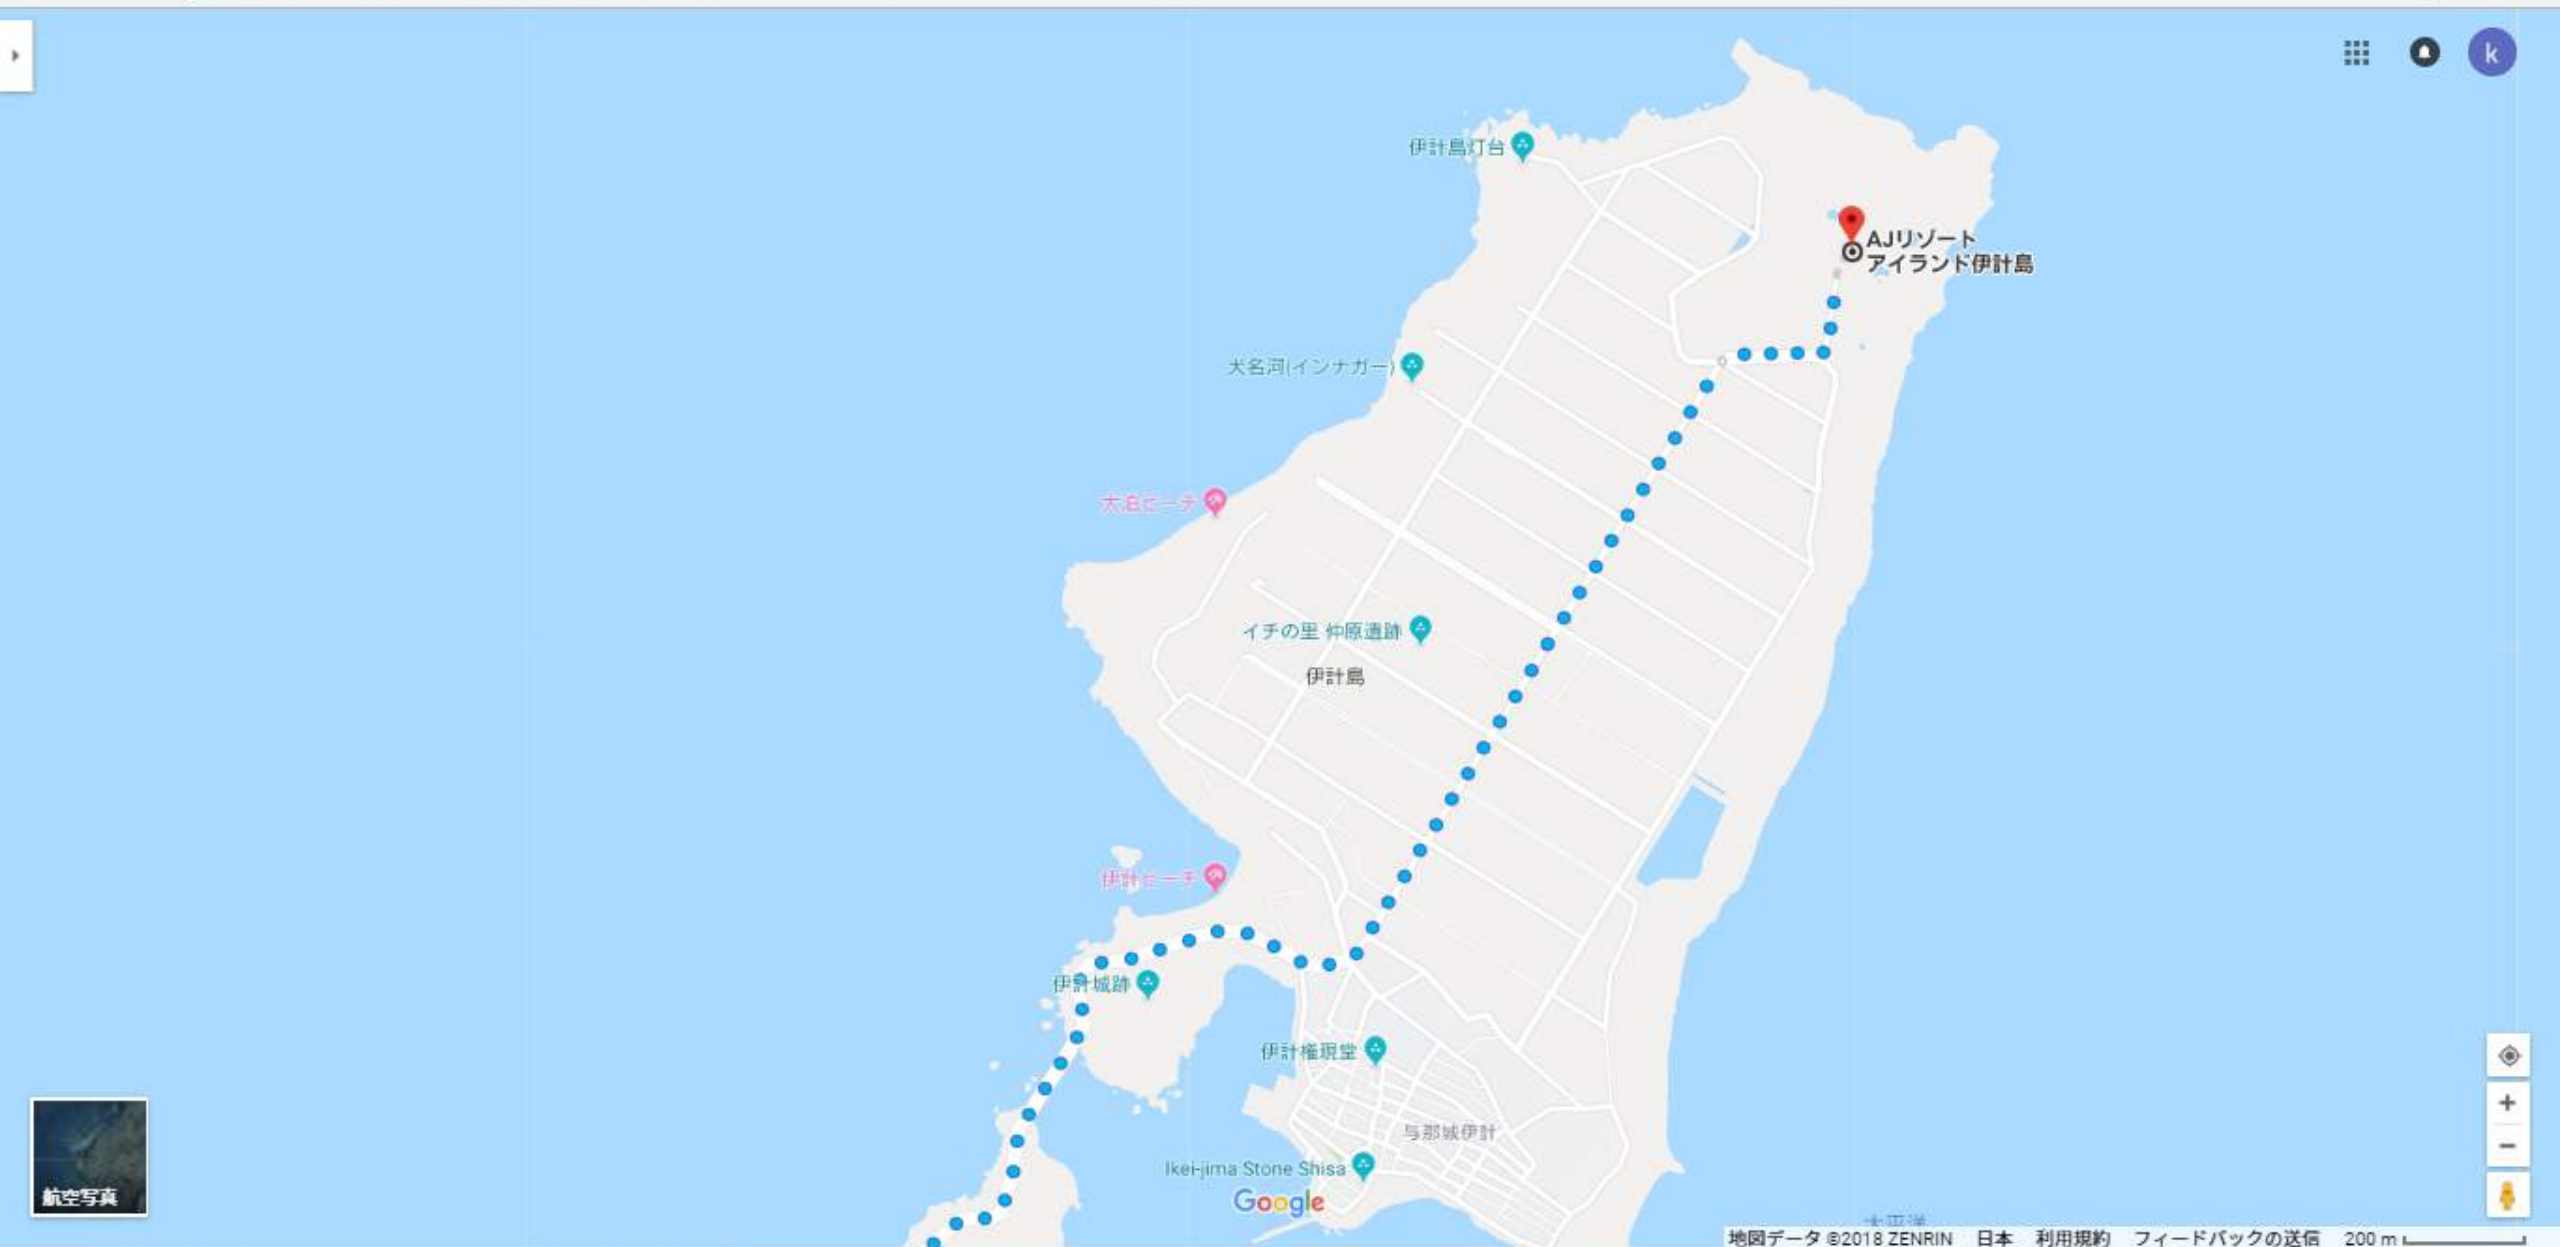 k
伊計島灯台
AJリゾート
アイランド伊計島
犬名河(インナガー)
大泊ビーチ
イチの里 仲原遺跡
伊計島
伊計ビーチ
伊計城跡
伊計権現堂
与那城伊計
Ikei-jima Stone Shisa
Google
航空写真
太平洋
地図データ ©2018 ZENRIN 日本 利用規約 フィードバックの送信 200 m